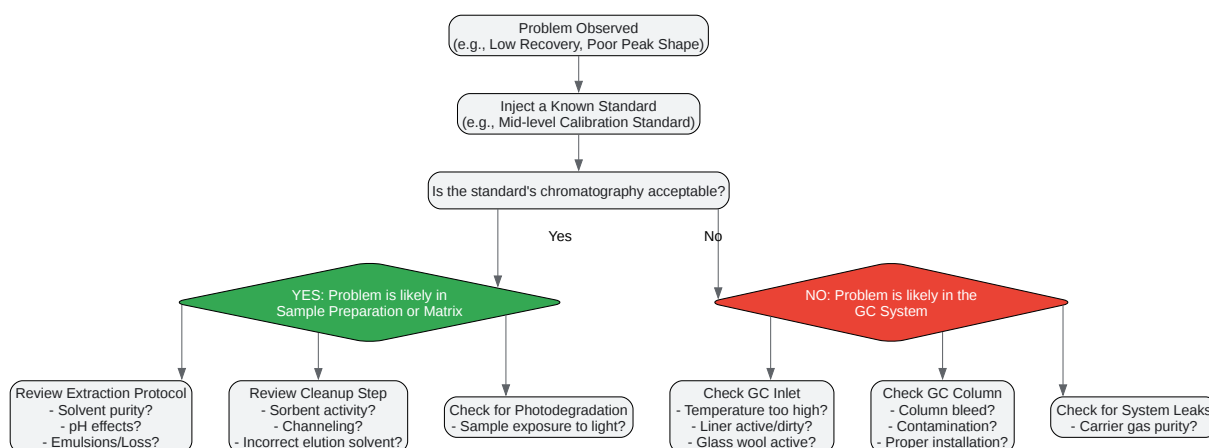 Problem Observed
(e.g., Low Recovery, Poor Peak Shape)
Inject a Known Standard
(e.g., Mid-level Calibration Standard)
Is the standard's chromatography acceptable?
Yes
No
YES: Problem is likely in
Sample Preparation or Matrix
NO: Problem is likely in the
GC System
Review Extraction Protocol
- Solvent purity?
- pH effects?
- Emulsions/Loss?
Review Cleanup Step
- Sorbent activity?
- Channeling?
- Incorrect elution solvent?
Check for Photodegradation
- Sample exposure to light?
Check GC Inlet
- Temperature too high?
- Liner active/dirty?
- Glass wool active?
Check GC Column
- Column bleed?
- Contamination?
- Proper installation?
Check for System Leaks
- Carrier gas purity?